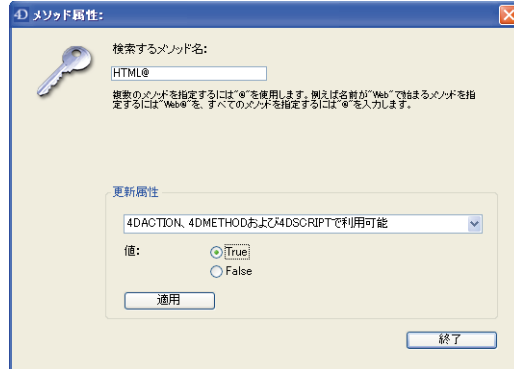 4D メソッド属性:
検索するメソッド名:
HTML@
複数のメソッドを指定するには"@"を使用します。例えば名前が"Web"で始まるメソッドを指
定するには"Web@"を、すべてのメソッドを指定するには"@"を入力します。
更新属性
4DACTION、4DMETHODおよび4DSCRIPTで利用可能
値:
True
False
適用
終了